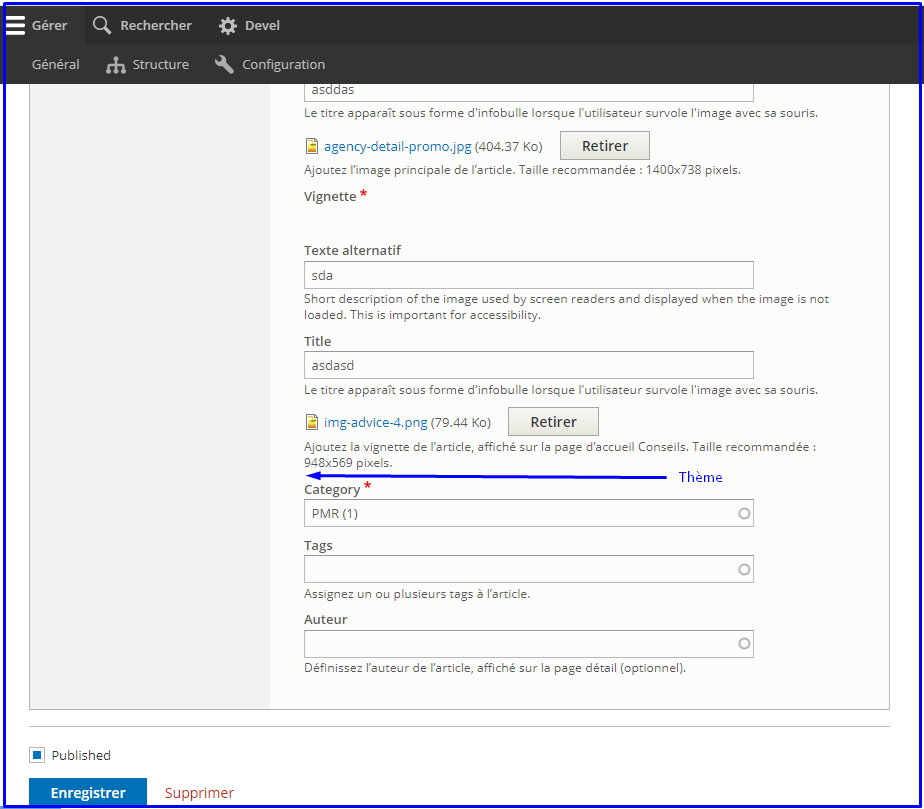 Gérer Rechercher Devel
Général Structure Configuration
asddas
Le titre apparaît sous forme d'infobulle lorsque l'utilisateur survole l'image avec sa souris.
agency-detail-promo.jpg (404.37 Ko) Retirer
Ajoutez l’image principale de l’article. Taille recommandée : 1400x738 pixels.
Vignette *
Texte alternatif
sda
Short description of the image used by screen readers and displayed when the image is not
loaded. This is important for accessibility.
Title
asdasd
Le titre apparaît sous forme d'infobulle lorsque l'utilisateur survole l'image avec sa souris.
img-advice-4.png (79.44 Ko) Retirer
Ajoutez la vignette de l’article, affiché sur la page d'accueil Conseils. Taille recommandée :
948x569 pixels.
Thème
Category *
PMR (1)
Tags
Assignez un ou plusieurs tags à l’article.
Auteur
Définissez l’auteur de l’article, affiché sur la page détail (optionnel).
Published
Enregistrer Supprimer